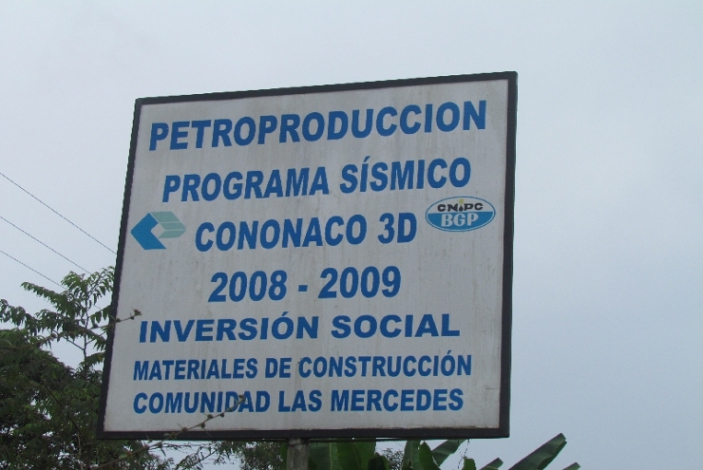 PETROPRODUCCION
PROGRAMA SÍSMICO
CONONACO 3D
CNPC
BGP
2008 - 2009
INVERSIÓN SOCIAL
MATERIALES DE CONSTRUCCIÓN
COMUNIDAD LAS MERCEDES